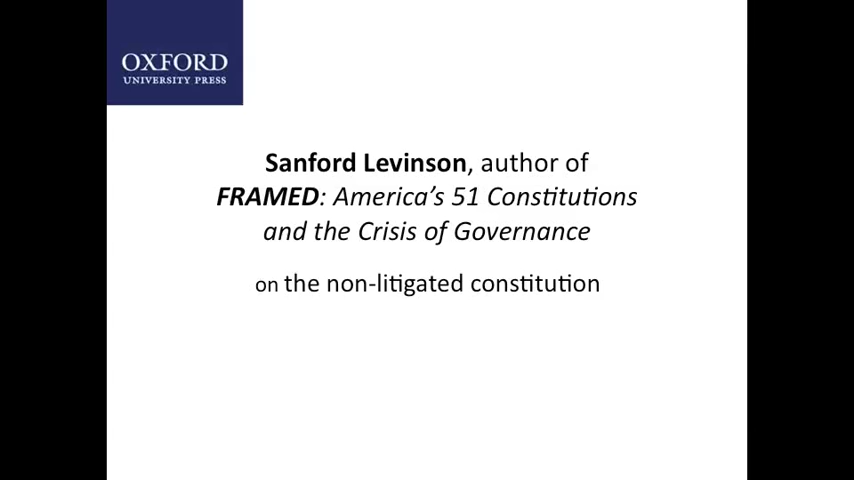 OXFORD
UNIVERSITY PRESS
Sanford Levinson, author of
FRAMED: America's 51 Constitutions
and the Crisis of Governance
on the non-litigated constitution